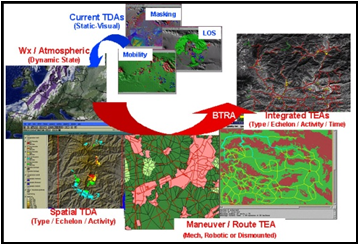 Current TDAs
(Static-Visual)
Masking
LOS
Mobility
Wx / Atmospheric
(Dynamic State)
BTRA
Integrated TEAs
(Type / Echelon / Activity / Time)
Spatial TDA
(Type / Echelon / Activity)
Maneuver / Route TEA
(Mech, Robotic or Dismounted)